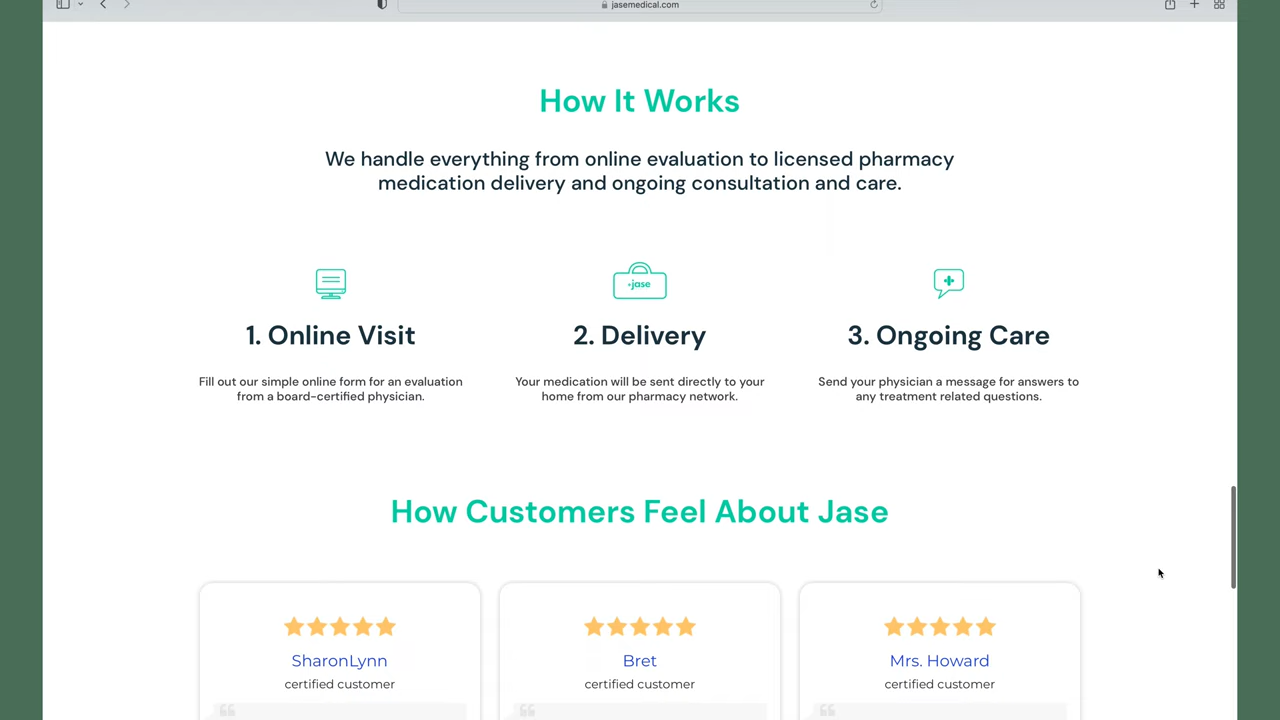 jasemedical.com
How It Works
We handle everything from online evaluation to licensed pharmacy
medication delivery and ongoing consultation and care.
+jase
1. Online Visit
2. Delivery
3. Ongoing Care
Fill out our simple online form for an evaluation
from a board-certified physician.
Your medication will be sent directly to your
home from our pharmacy network.
Send your physician a message for answers to
any treatment related questions.
How Customers Feel About Jase
SharonLynn
certified customer
Bret
certified customer
Mrs. Howard
certified customer